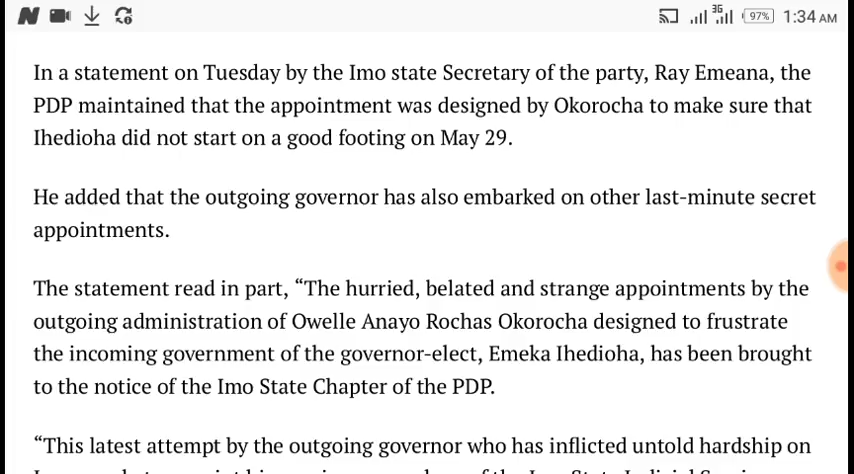 3G
97% 1:34 AM
In a statement on Tuesday by the Imo state Secretary of the party, Ray Emeana, the
PDP maintained that the appointment was designed by Okorocha to make sure that
Ihedioha did not start on a good footing on May 29.
He added that the outgoing governor has also embarked on other last-minute secret
appointments.
The statement read in part, “The hurried, belated and strange appointments by the
outgoing administration of Owelle Anayo Rochas Okorocha designed to frustrate
the incoming government of the governor-elect, Emeka Ihedioha, has been brought
to the notice of the Imo State Chapter of the PDP.
“This latest attempt by the outgoing governor who has inflicted untold hardship on